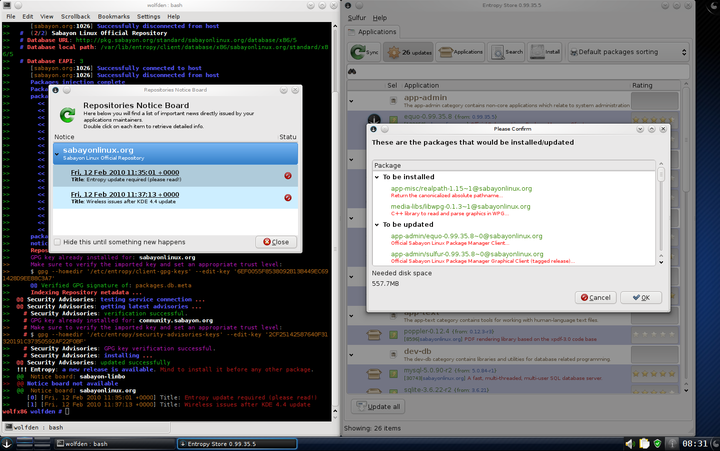 wolfden : bash
File Edit View Scrollback Bookmarks Settings Help
>> [sabayon.org:1026] Successfully disconnected from host
>> # (2/2) Sabayon Linux Official Repository
>> # Database URL: http://pkg.sabayon.org/standard/sabayonlinux.org/database/x86/5
>> # Database local path: /var/lib/entropy/client/database/x86/sabayonlinux.org/standard/x8
6/5
>> # Database EAPI: 3
>> [sabayon.org:1026] Successfully connected to host
>> [sabayon.org:1026] Successfully disconnected from host
>> Packages injection complete
Repositories Notice Board
Repositories Notice Board
Here below you will find a list of important news directly issued by your
applications maintainers.
Double click on each item to retrieve detailed info.
Notice Statu
sabayonlinux.org
Sabayon Linux Official Repository
Fri, 12 Feb 2010 11:35:01 +0000
Title: Entropy update required (please read!)
Fri, 12 Feb 2010 11:37:13 +0000
Title: Wireless issues after KDE 4.4 update
Hide this until something new happens
Close
>> GPG key already installed for: sabayonlinux.org
>> Make sure to verify the imported key and set an appropriate trust level:
>> $ gpg --homedir '/etc/entropy/client-gpg-keys' --edit-key
>> @@ Verified GPG signature of: packages.db.meta
>> Indexing Repository metadata ...
>> @@ Security Advisories: testing service connection ...
>> @@ Security Advisories: getting latest advisories ...
>> # Security Advisories: verification successful.
>> # GPG key already installed for: community.sabayon.org
>> # Make sure to verify the imported key and set an appropriate trust level:
>> # $ gpg --homedir '/etc/entropy/security-advisories-keys' --edit-key
>> # Security Advisories: GPG key verification successful.
>> # Security Advisories: installing ...
>> @@ Security Advisories: updated successfully
>> !!! Entropy: a new release is available. Mind to install it before any other package.
>> @@ Notice board: sabayon-limbo
>> @@ Notice board not available
>> @@ Notice board: sabayonlinux.org
>> [0] [Fri, 12 Feb 2010 11:35:01 +0000] Title: Entropy update required (please read!)
>> [1] [Fri, 12 Feb 2010 11:37:13 +0000] Title: Wireless issues after KDE 4.4 update
wolfx86 wolfden #
wolfden : bash
Entropy Store 0.99.35.5
Sulfur Help
Applications
Sync
26 updates
Applications
Search
Install
Default packages sorting
Sel Application Rating
app-admin
The app-admin category contains non-core applications which relate to system administration
equo-0.99.35.8
Please Confirm
These are the packages that would be installed/updated
Package
To be installed
app-misc/realpath-1.15~1@sabayonlinux.org
Return the canonicalised absolute pathname...
media-libs/libwpg-0.1.3~1@sabayonlinux.org
C++ library to read and parse graphics in WPG...
To be updated
app-admin/equo-0.99.35.8~0@sabayonlinux.org
Official Sabayon Linux Package Manager Client...
app-admin/sulfur-0.99.35.8~0@sabayonlinux.org
Official Sabayon Linux Package Manager Graphical Client (tagged release)...
Needed disk space
557.7MB
Cancel
OK
The app-text category contains applications for working with human-language text files.
poppler-0.12.4
PDF rendering library based on the xpdf-3.0 code base
dev-db
The dev-db category contains applications and libraries for database related programming.
mysql-5.0.90-r2
A fast, multi-threaded, multi-user SQL database server
sqlite-3.6.22-r2
Update all
Showing: 26 items
wolfden : bash
Entropy Store 0.99.35.5
08:31